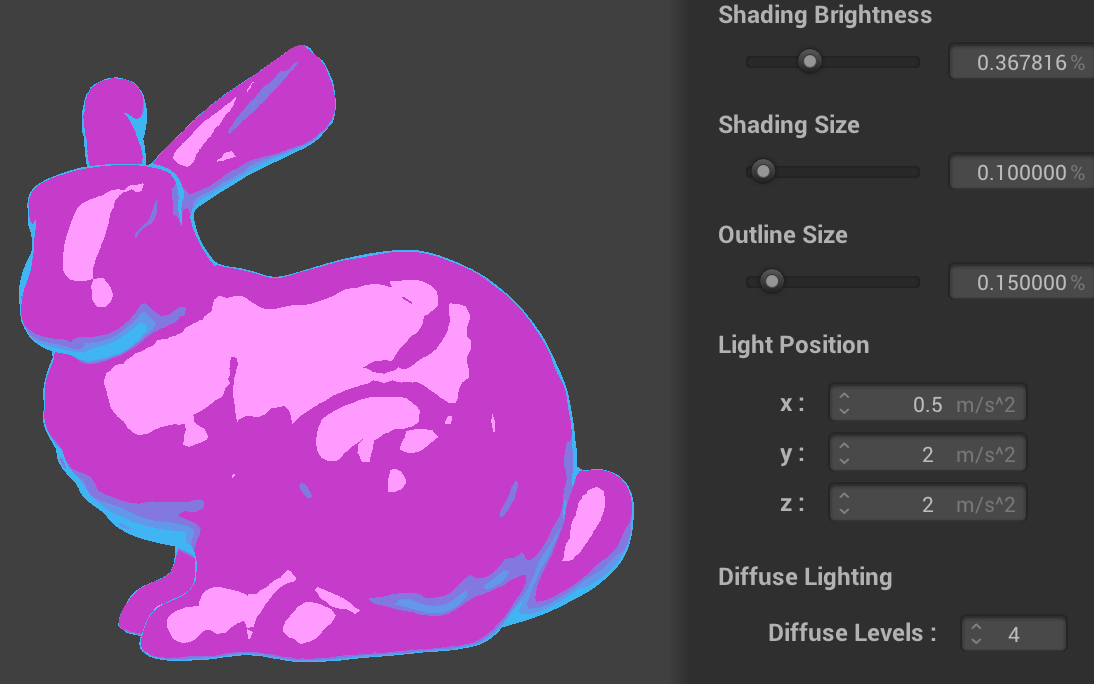 Shading Brightness
0.367816 %
Shading Size
0.100000 %
Outline Size
0.150000 %
Light Position
x : 0.5 m/s^2
y : 2 m/s^2
z : 2 m/s^2
Diffuse Lighting
Diffuse Levels : 4